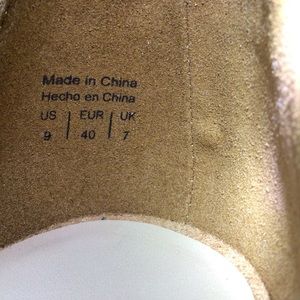 Made in China
Hecho en China
US | EUR | UK
9 | 40 | 7